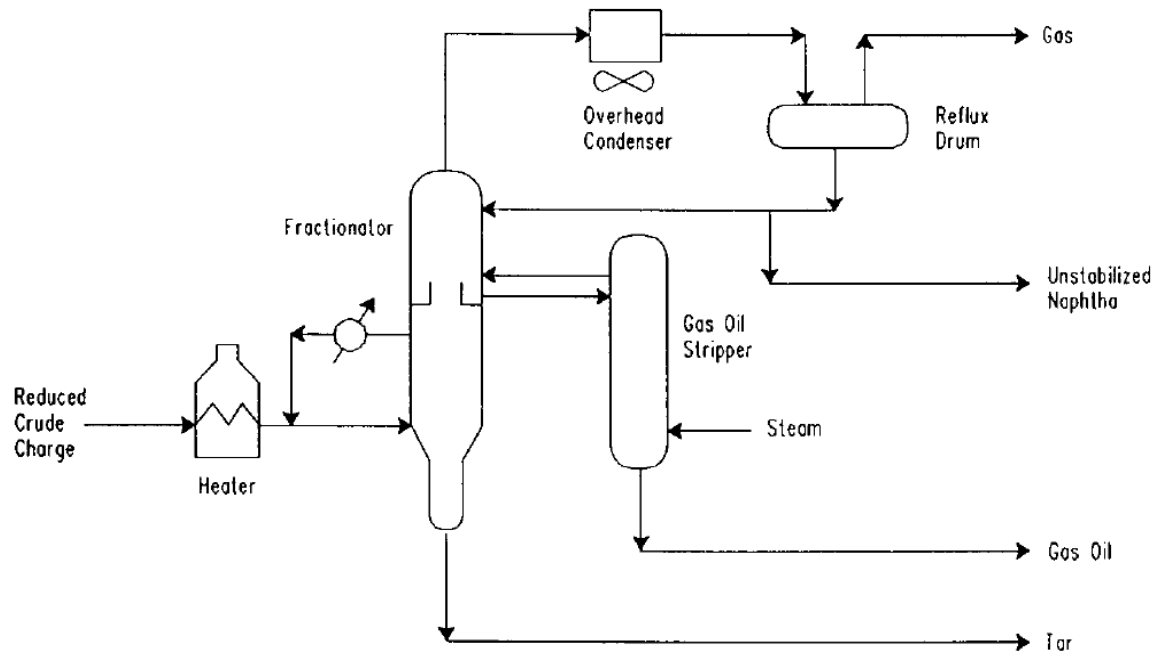 Gas
Overhead
Condenser
Reflux
Drum
Fractionator
Unstabilized
Naphtha
Gas Oil
Stripper
Reduced
Crude
Charge
Steam
Heater
Gas Oil
Tar